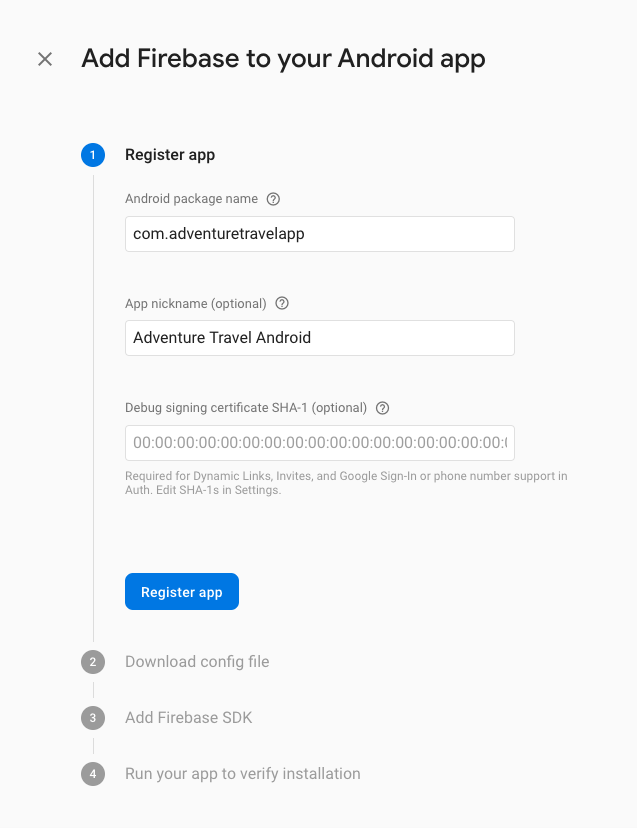 Add Firebase to your Android app
1 Register app
Android package name
com.adventuretravelapp
App nickname (optional)
Adventure Travel Android
Debug signing certificate SHA-1 (optional)
00:00:00:00:00:00:00:00:00:00:00:00:00:00:00:00:00:
Required for Dynamic Links, Invites, and Google Sign-In or phone number support in
Auth. Edit SHA-1s in Settings.
Register app
2 Download config file
3 Add Firebase SDK
4 Run your app to verify installation